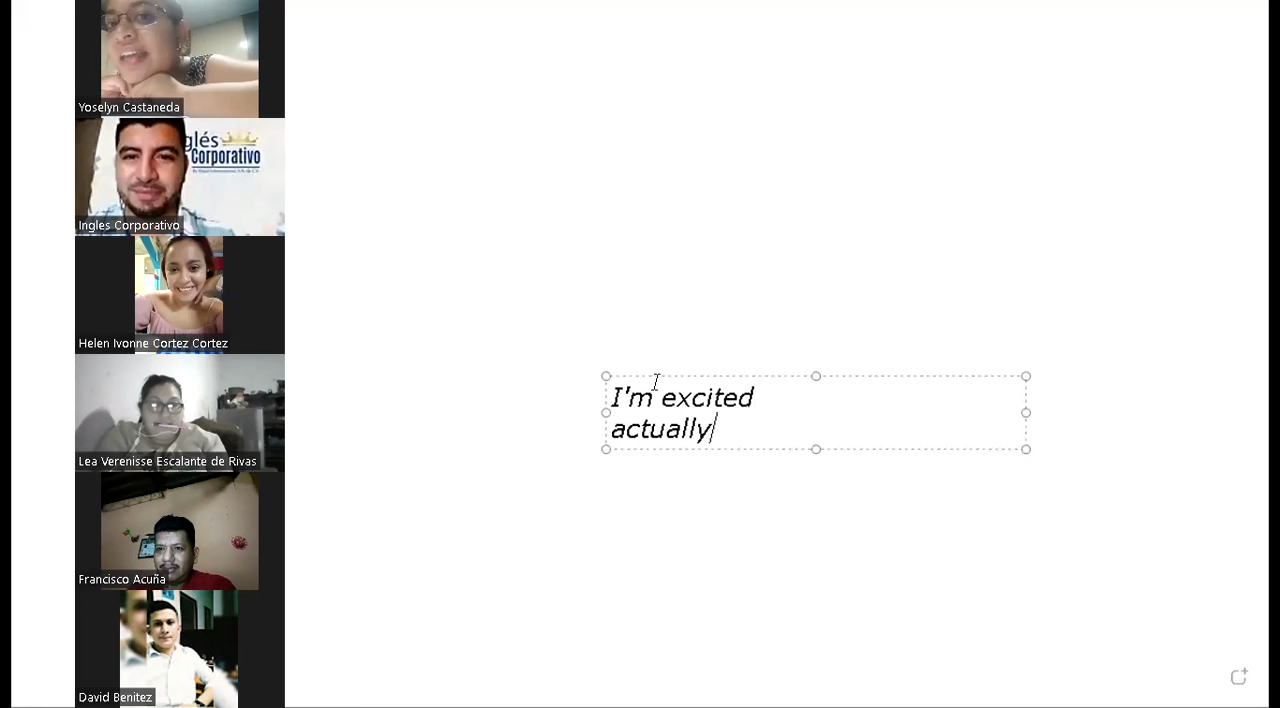 Yoselyn Castaneda
glés
Corporativo
Ingles Corporativo
Helen Ivonne Cortez Cortez
Lea Verenisse Escalante de Rivas
Francisco Acuña
David Benitez
I'm excited
actually